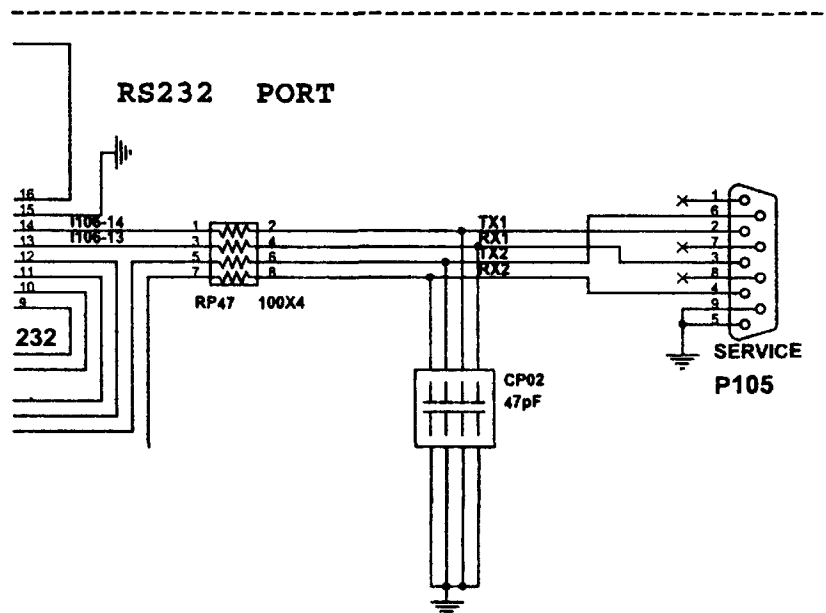 RS232 PORT
16
15
14 I106-14 1 2 TX1
13 I106-13 3 4 RX1
12 5 6 TX2
11 7 8 RX2
10
9
RP47 100X4
232
1
6
2
7
3
8
4
9
5
SERVICE
P105
CP02
47pF